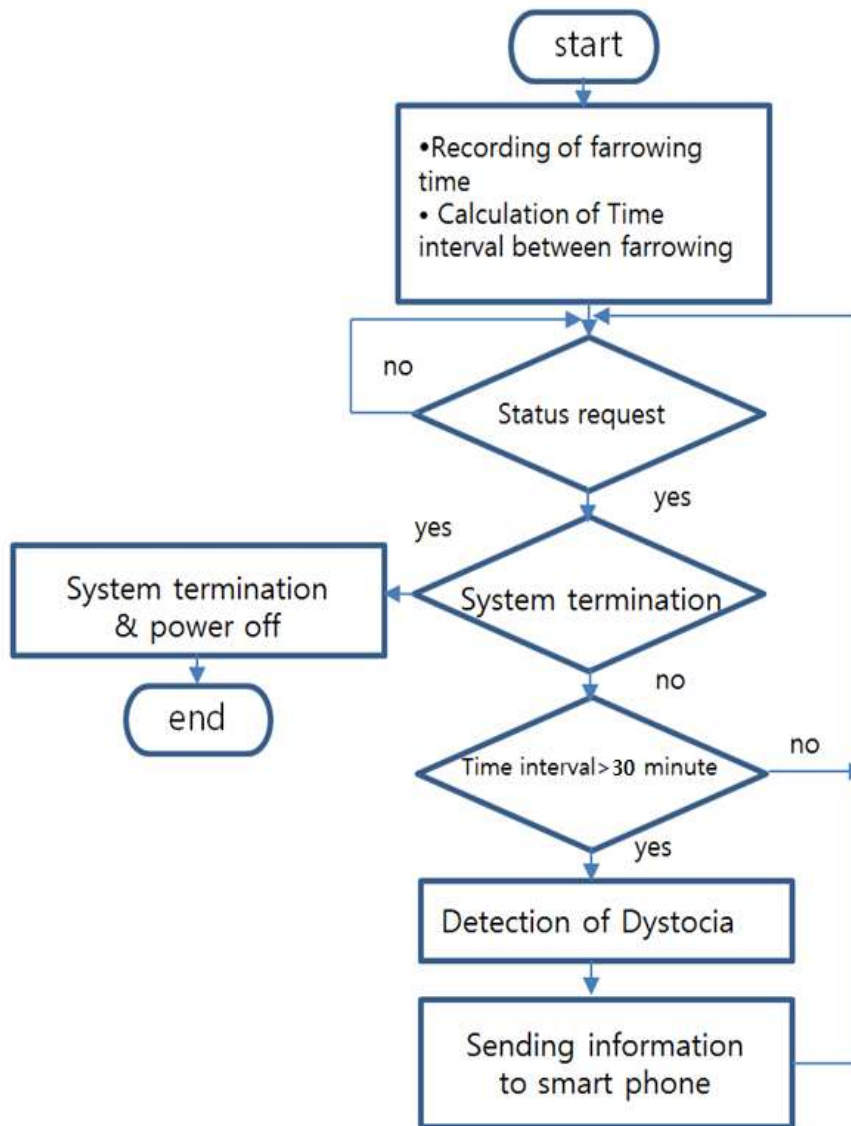 start
•Recording of farrowing
time
• Calculation of Time
interval between farrowing
no
Status request
yes
yes
System termination
& power off
System termination
end
no
Time interval>30 minute
no
yes
Detection of Dystocia
Sending information
to smart phone